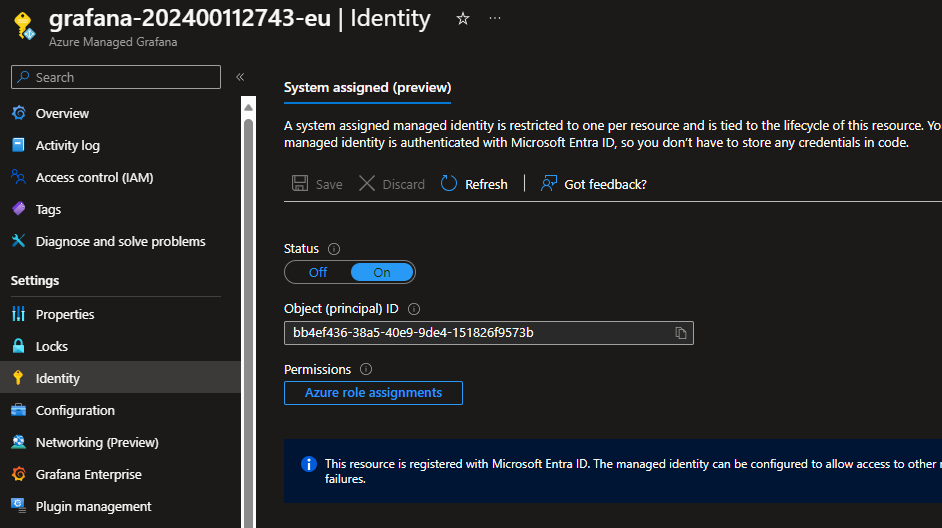 grafana-202400112743-eu | Identity
Azure Managed Grafana
Search
Overview
Activity log
Access control (IAM)
Tags
Diagnose and solve problems
Settings
Properties
Locks
Identity
Configuration
Networking (Preview)
Grafana Enterprise
Plugin management
System assigned (preview)
A system assigned managed identity is restricted to one per resource and is tied to the lifecycle of this resource. Yo
managed identity is authenticated with Microsoft Entra ID, so you don't have to store any credentials in code.
Save Discard Refresh Got feedback?
Status
Off On
Object (principal) ID
bb4ef436-38a5-40e9-9de4-151826f9573b
Permissions
Azure role assignments
This resource is registered with Microsoft Entra ID. The managed identity can be configured to allow access to other
failures.